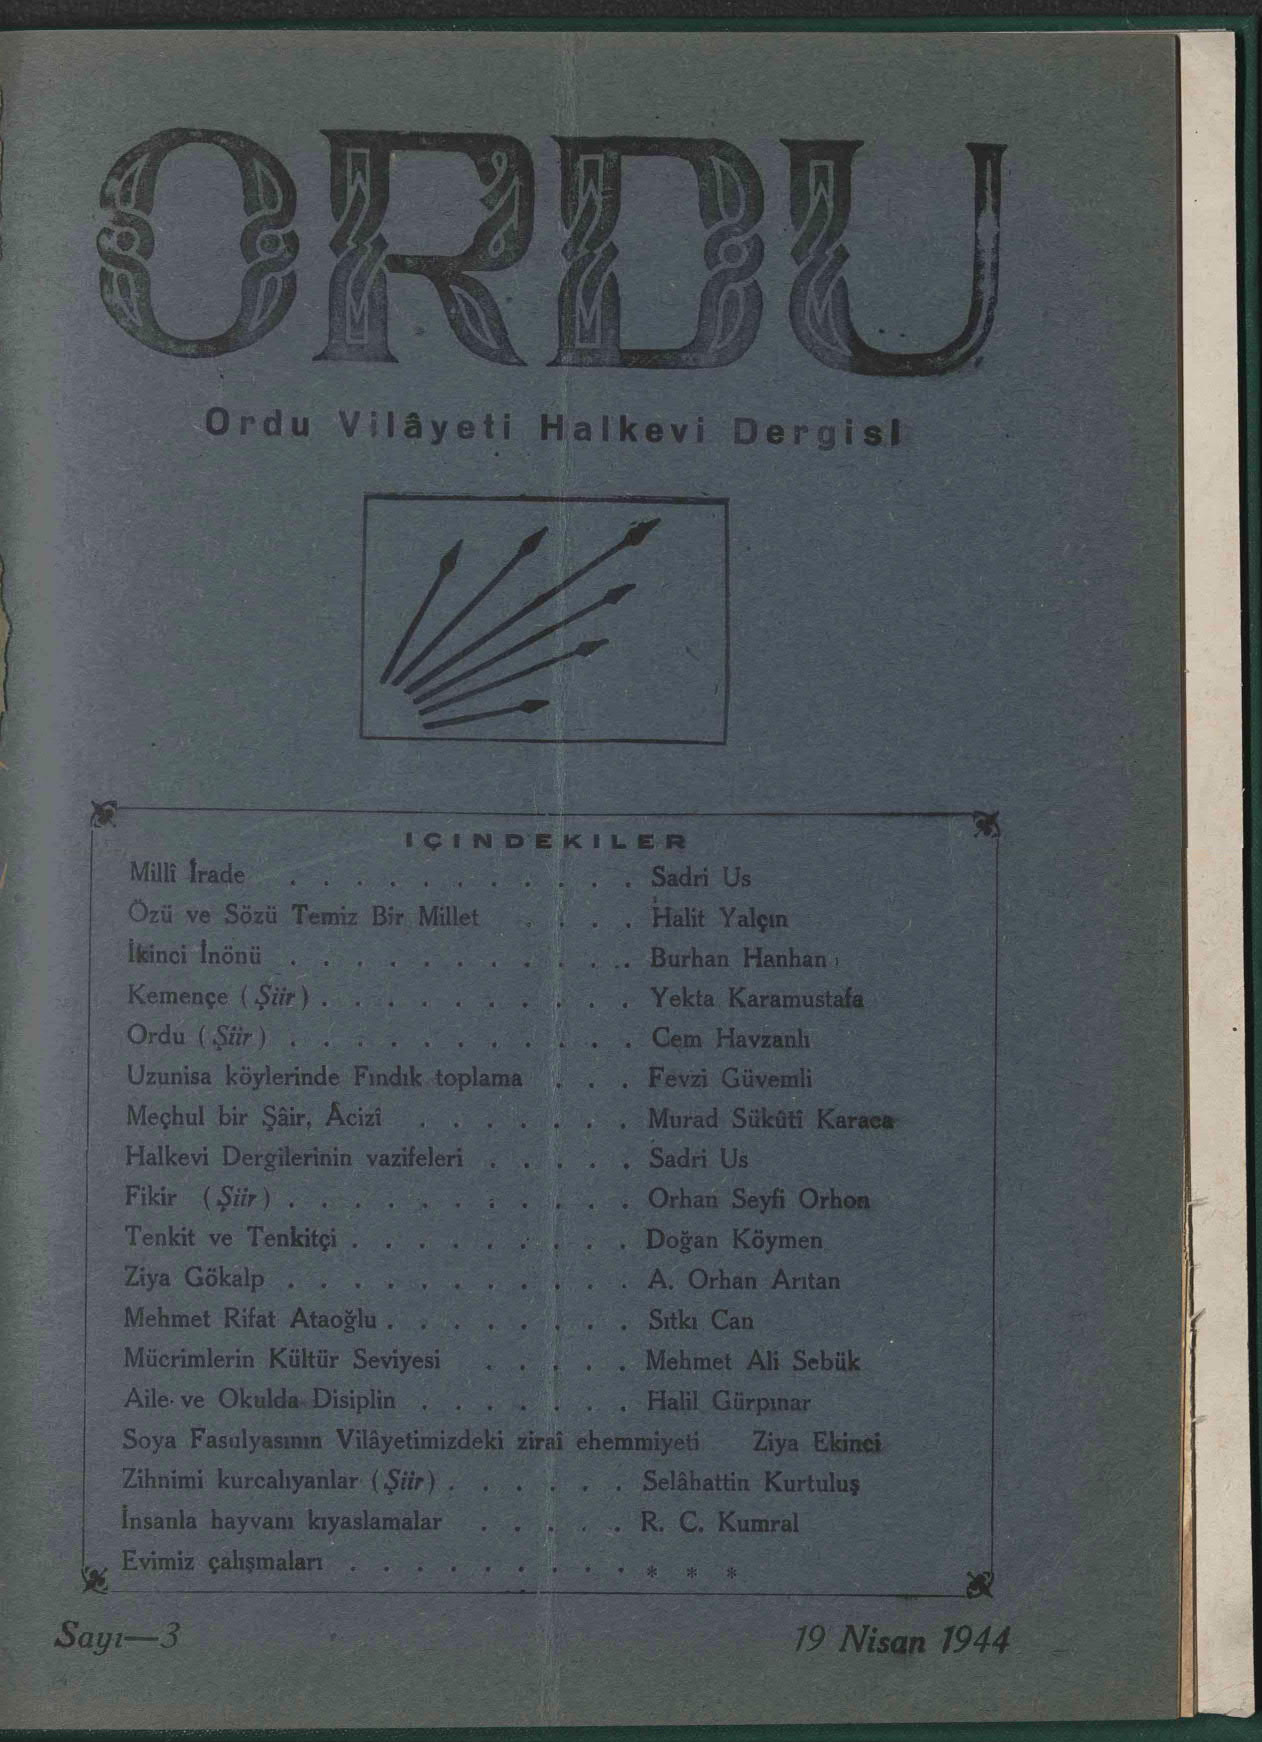 ORDU
Ordu Vilâyeti Halkevi Dergisi
IÇINDEKILER
Millî İrade . . . . . . . . . . . Sadri Us
Özü ve Sözü Temiz Bir Millet . . . . Halit Yalçın
İkinci İnönü . . . . . . . . . . . Burhan Hanhan
Kemençe (Şiir) . . . . . . . . . . Yekta Karamustafa
Ordu (Şiir) . . . . . . . . . . . Cem Havzanlı
Uzunisa köylerinde Fındık toplama . . . Fevzi Güvemli
Meçhul bir Şâir, Âcizî . . . . . . . Murad Sükûtî Karaca
Halkevi Dergilerinin vazifeleri . . . . . Sadri Us
Fikir (Şiir) . . . . . . . . . . . Orhan Seyfi Orhon
Tenkit ve Tenkitçi . . . . . . . . . Doğan Köymen
Ziya Gökalp . . . . . . . . . . . A. Orhan Arıtan
Mehmet Rifat Ataoğlu . . . . . . . . Sıtkı Can
Mücrimlerin Kültür Seviyesi . . . . . Mehmet Ali Sebük
Aile ve Okulda Disiplin . . . . . . . Halil Gürpınar
Soya Fasulyasının Vilâyetimizdeki ziraî ehemmiyeti Ziya Ekinci
Zihnimi kurcalıyanlar (Şiir) . . . . . . Selâhattin Kurtuluş
İnsanla hayvanı kıyaslamalar . . . . . R. C. Kumral
Evimiz çalışmaları . . . . . . . . . * * *
Sayı—3
19 Nisan 1944